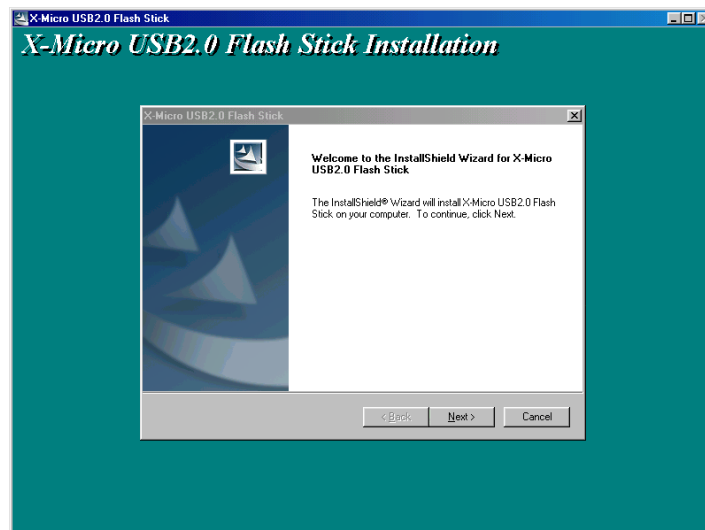 X-Micro USB2.0 Flash Stick
X-Micro USB2.0 Flash Stick Installation
X-Micro USB2.0 Flash Stick
Welcome to the InstallShield Wizard for X-Micro
USB2.0 Flash Stick
The InstallShield® Wizard will install X-Micro USB2.0 Flash
Stick on your computer. To continue, click Next.
< Back Next > Cancel